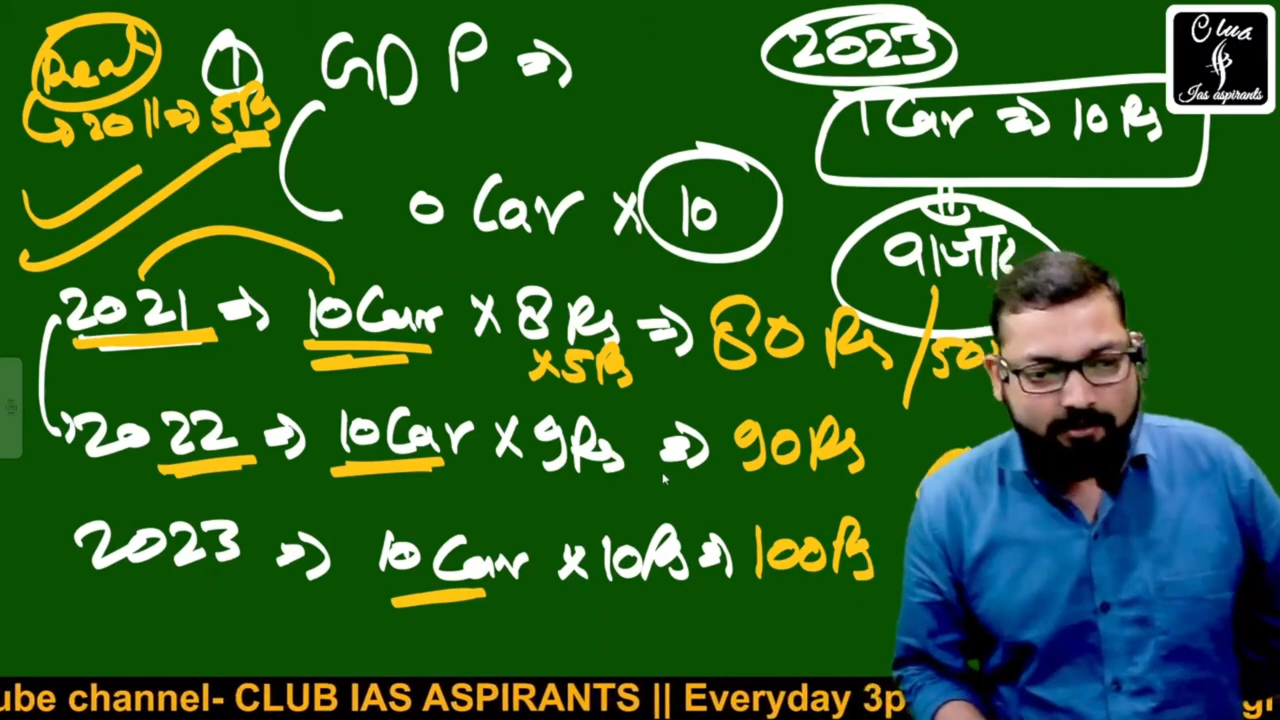 Real ① GDP ⇒ 2023
↳ 2011 ⇒ 5Rs 1 Car ⇒ 10 Rs
Club
Ias aspirants
0 Car × 10
बाजार
2021 ⇒ 10 Car × 8 Rs ⇒ 80 Rs / 50
× 5 Rs
2022 ⇒ 10 Car × 9 Rs ⇒ 90 Rs
2023 ⇒ 10 Car × 10 Rs ⇒ 100 Rs
ube channel- CLUB IAS ASPIRANTS || Everyday 3p